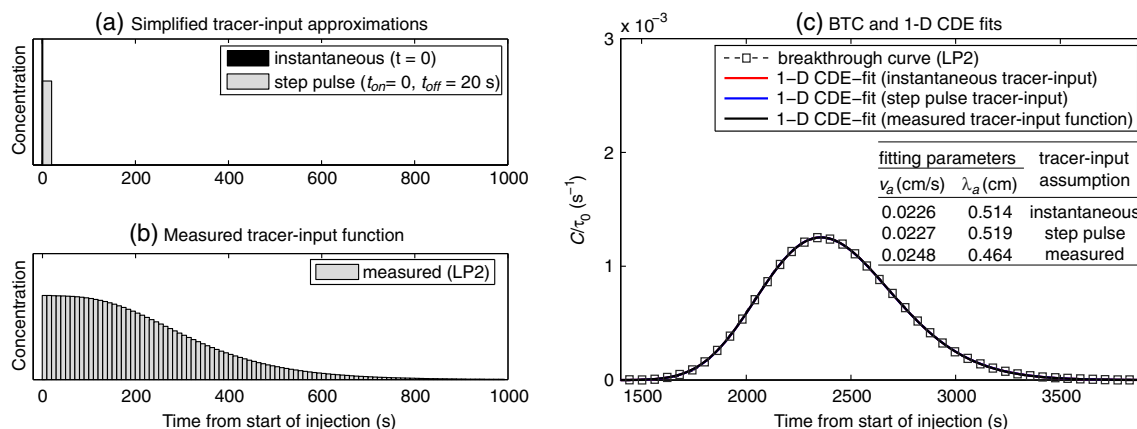 (a) Simplified tracer-input approximations
Concentration
instantaneous (t = 0)
step pulse (t_on= 0, t_off = 20 s)
0 200 400 600 800 1000
(b) Measured tracer-input function
Concentration
measured (LP2)
0 200 400 600 800 1000
Time from start of injection (s)
(c) BTC and 1-D CDE fits
x 10⁻³
3
2
1
0
C/τ₀ (s⁻¹)
breakthrough curve (LP2)
1-D CDE-fit (instantaneous tracer-input)
1-D CDE-fit (step pulse tracer-input)
1-D CDE-fit (measured tracer-input function)
fitting parameters tracer-input
v_a (cm/s) λ_a (cm) assumption
0.0226 0.514 instantaneous
0.0227 0.519 step pulse
0.0248 0.464 measured
1500 2000 2500 3000 3500
Time from start of injection (s)